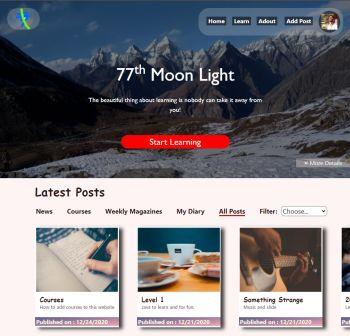 Home Learn Adout Add Post
77th Moon Light
The beautiful thing about learning is nobody can take it away from
you!
Start Learning
More Details
Latest Posts
News Courses Weekly Magazines My Diary All Posts Filter: Choose...
Courses
How to add courses to this website
Published on : 12/24/2020
Level 1
Java to learn and for fun.
Published on : 12/21/2020
Something Strange
Music and slide
Published on : 12/21/2020